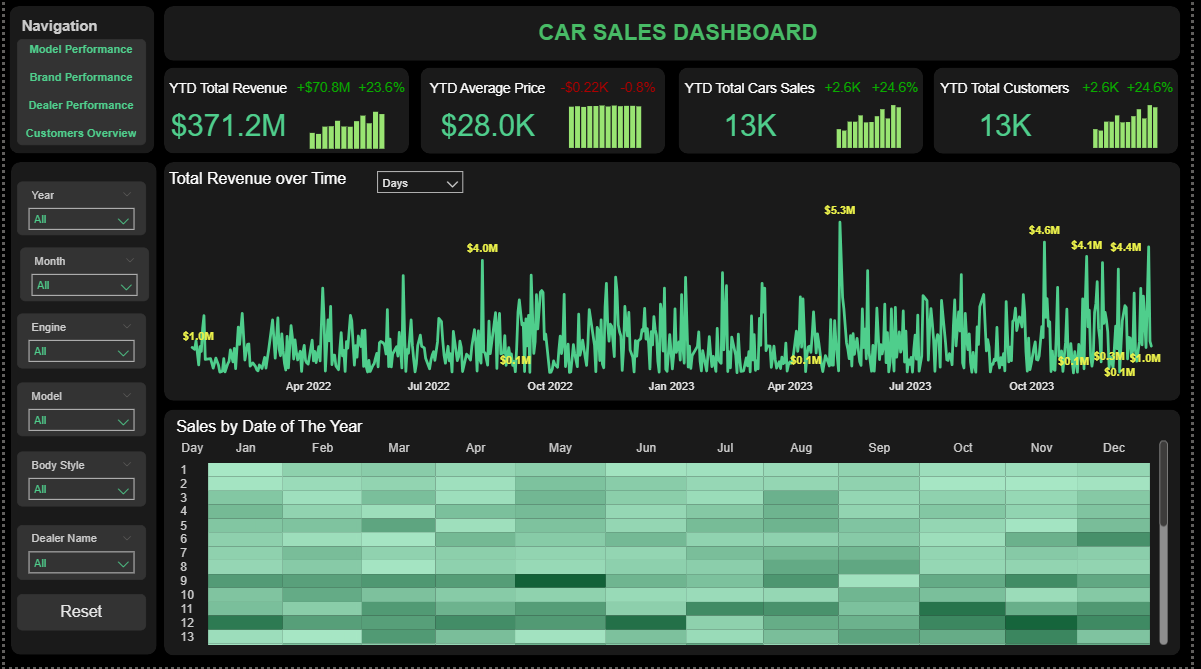 Navigation
Model Performance
Brand Performance
Dealer Performance
Customers Overview
CAR SALES DASHBOARD
YTD Total Revenue +$70.8M +23.6%
$371.2M
YTD Average Price -$0.22K -0.8%
$28.0K
YTD Total Cars Sales +2.6K +24.6%
13K
YTD Total Customers +2.6K +24.6%
13K
Year
All
Month
All
Engine
All
Model
All
Body Style
All
Dealer Name
All
Reset
Total Revenue over Time Days
$5.3M
$4.6M
$4.0M $4.1M $4.4M
$1.0M
$0.1M $0.1M $0.1M $0.3M $1.0M
$0.1M
Apr 2022 Jul 2022 Oct 2022 Jan 2023 Apr 2023 Jul 2023 Oct 2023
Sales by Date of The Year
Day Jan Feb Mar Apr May Jun Jul Aug Sep Oct Nov Dec
1
2
3
4
5
6
7
8
9
10
11
12
13